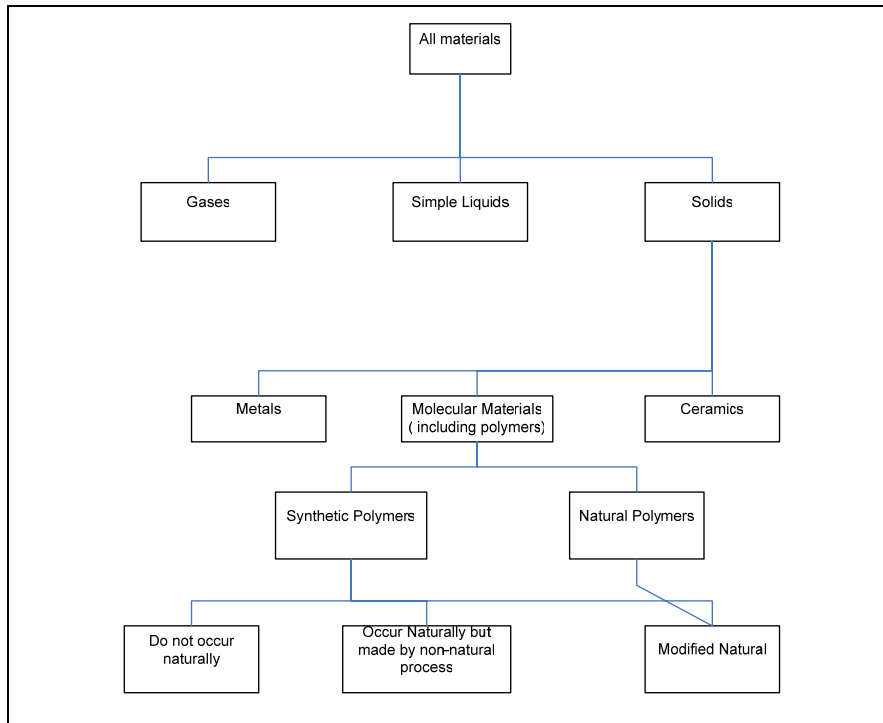 All materials
Gases
Simple Liquids
Solids
Metals
Molecular Materials
( including polymers)
Ceramics
Synthetic Polymers
Natural Polymers
Do not occur
naturally
Occur Naturally but
made by non-natural
process
Modified Natural